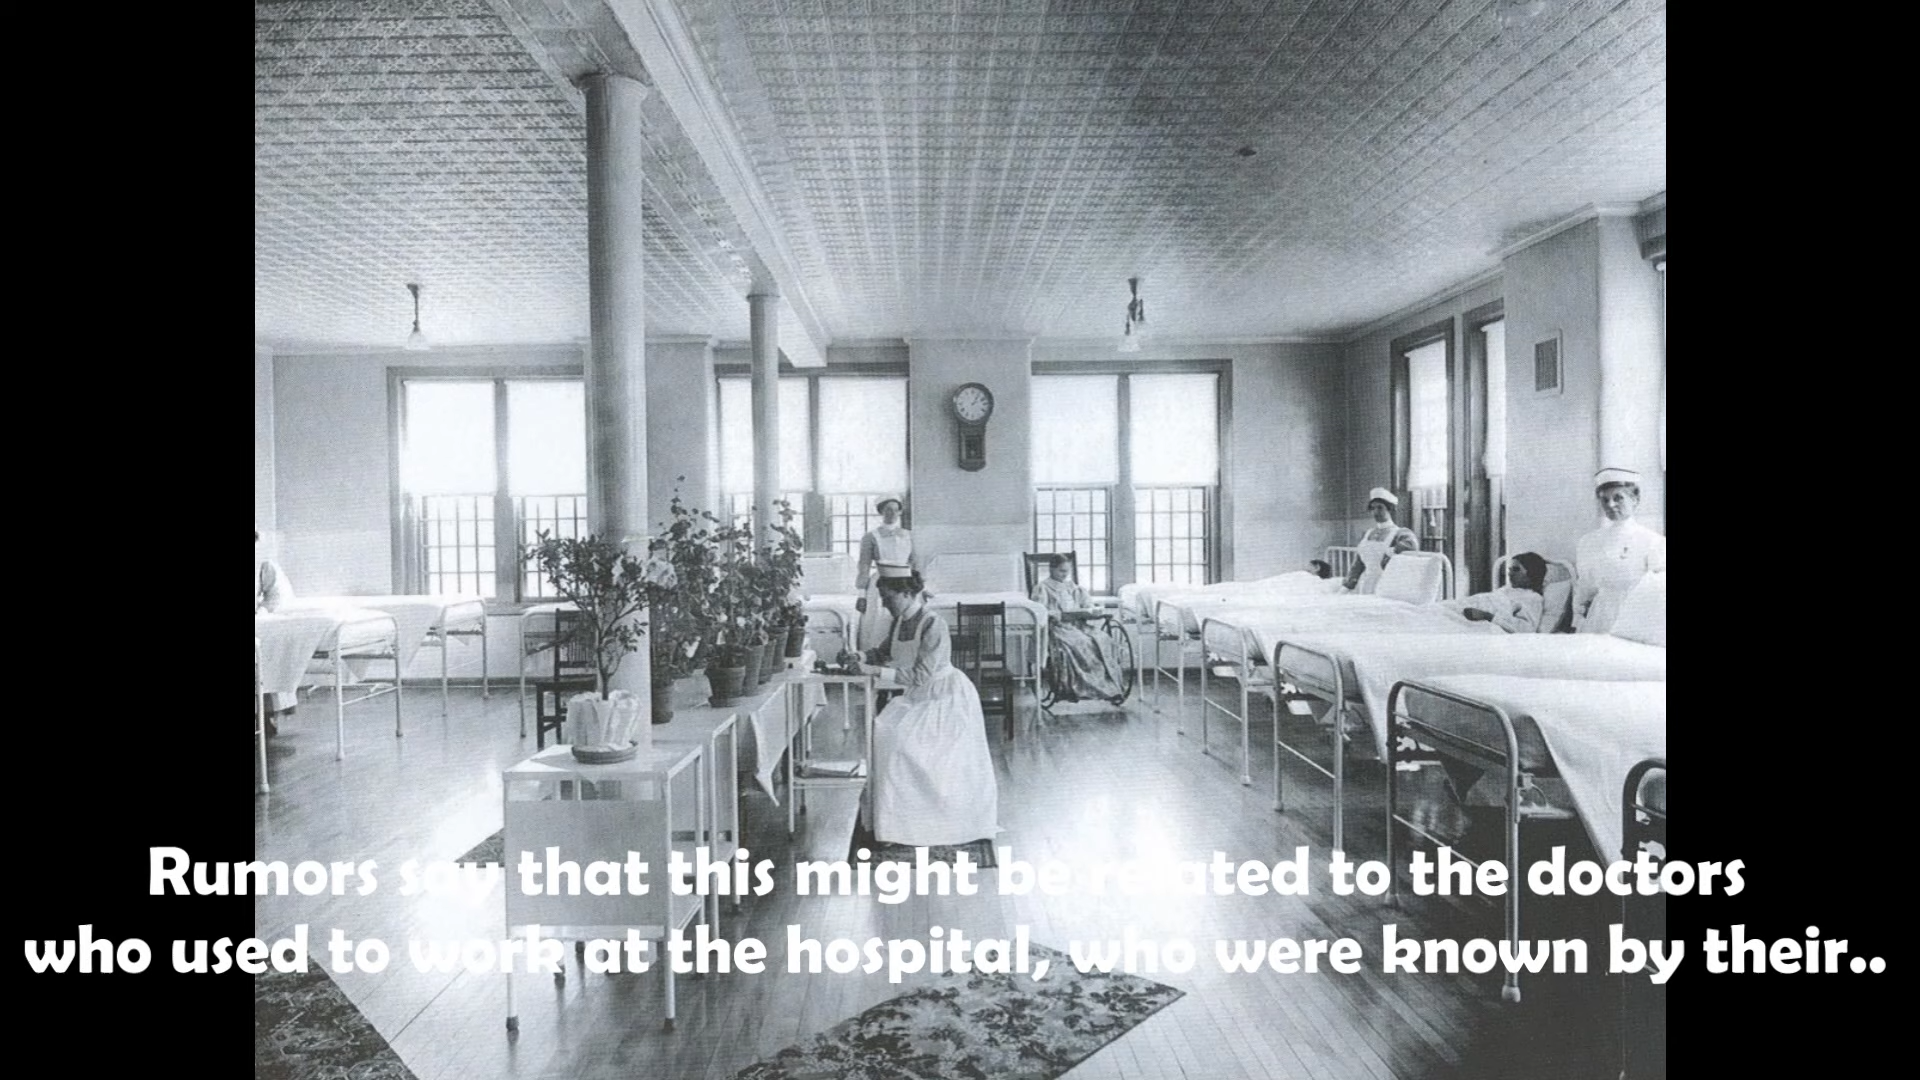 Rumors say that this might be related to the doctors
who used to work at the hospital, who were known by their..